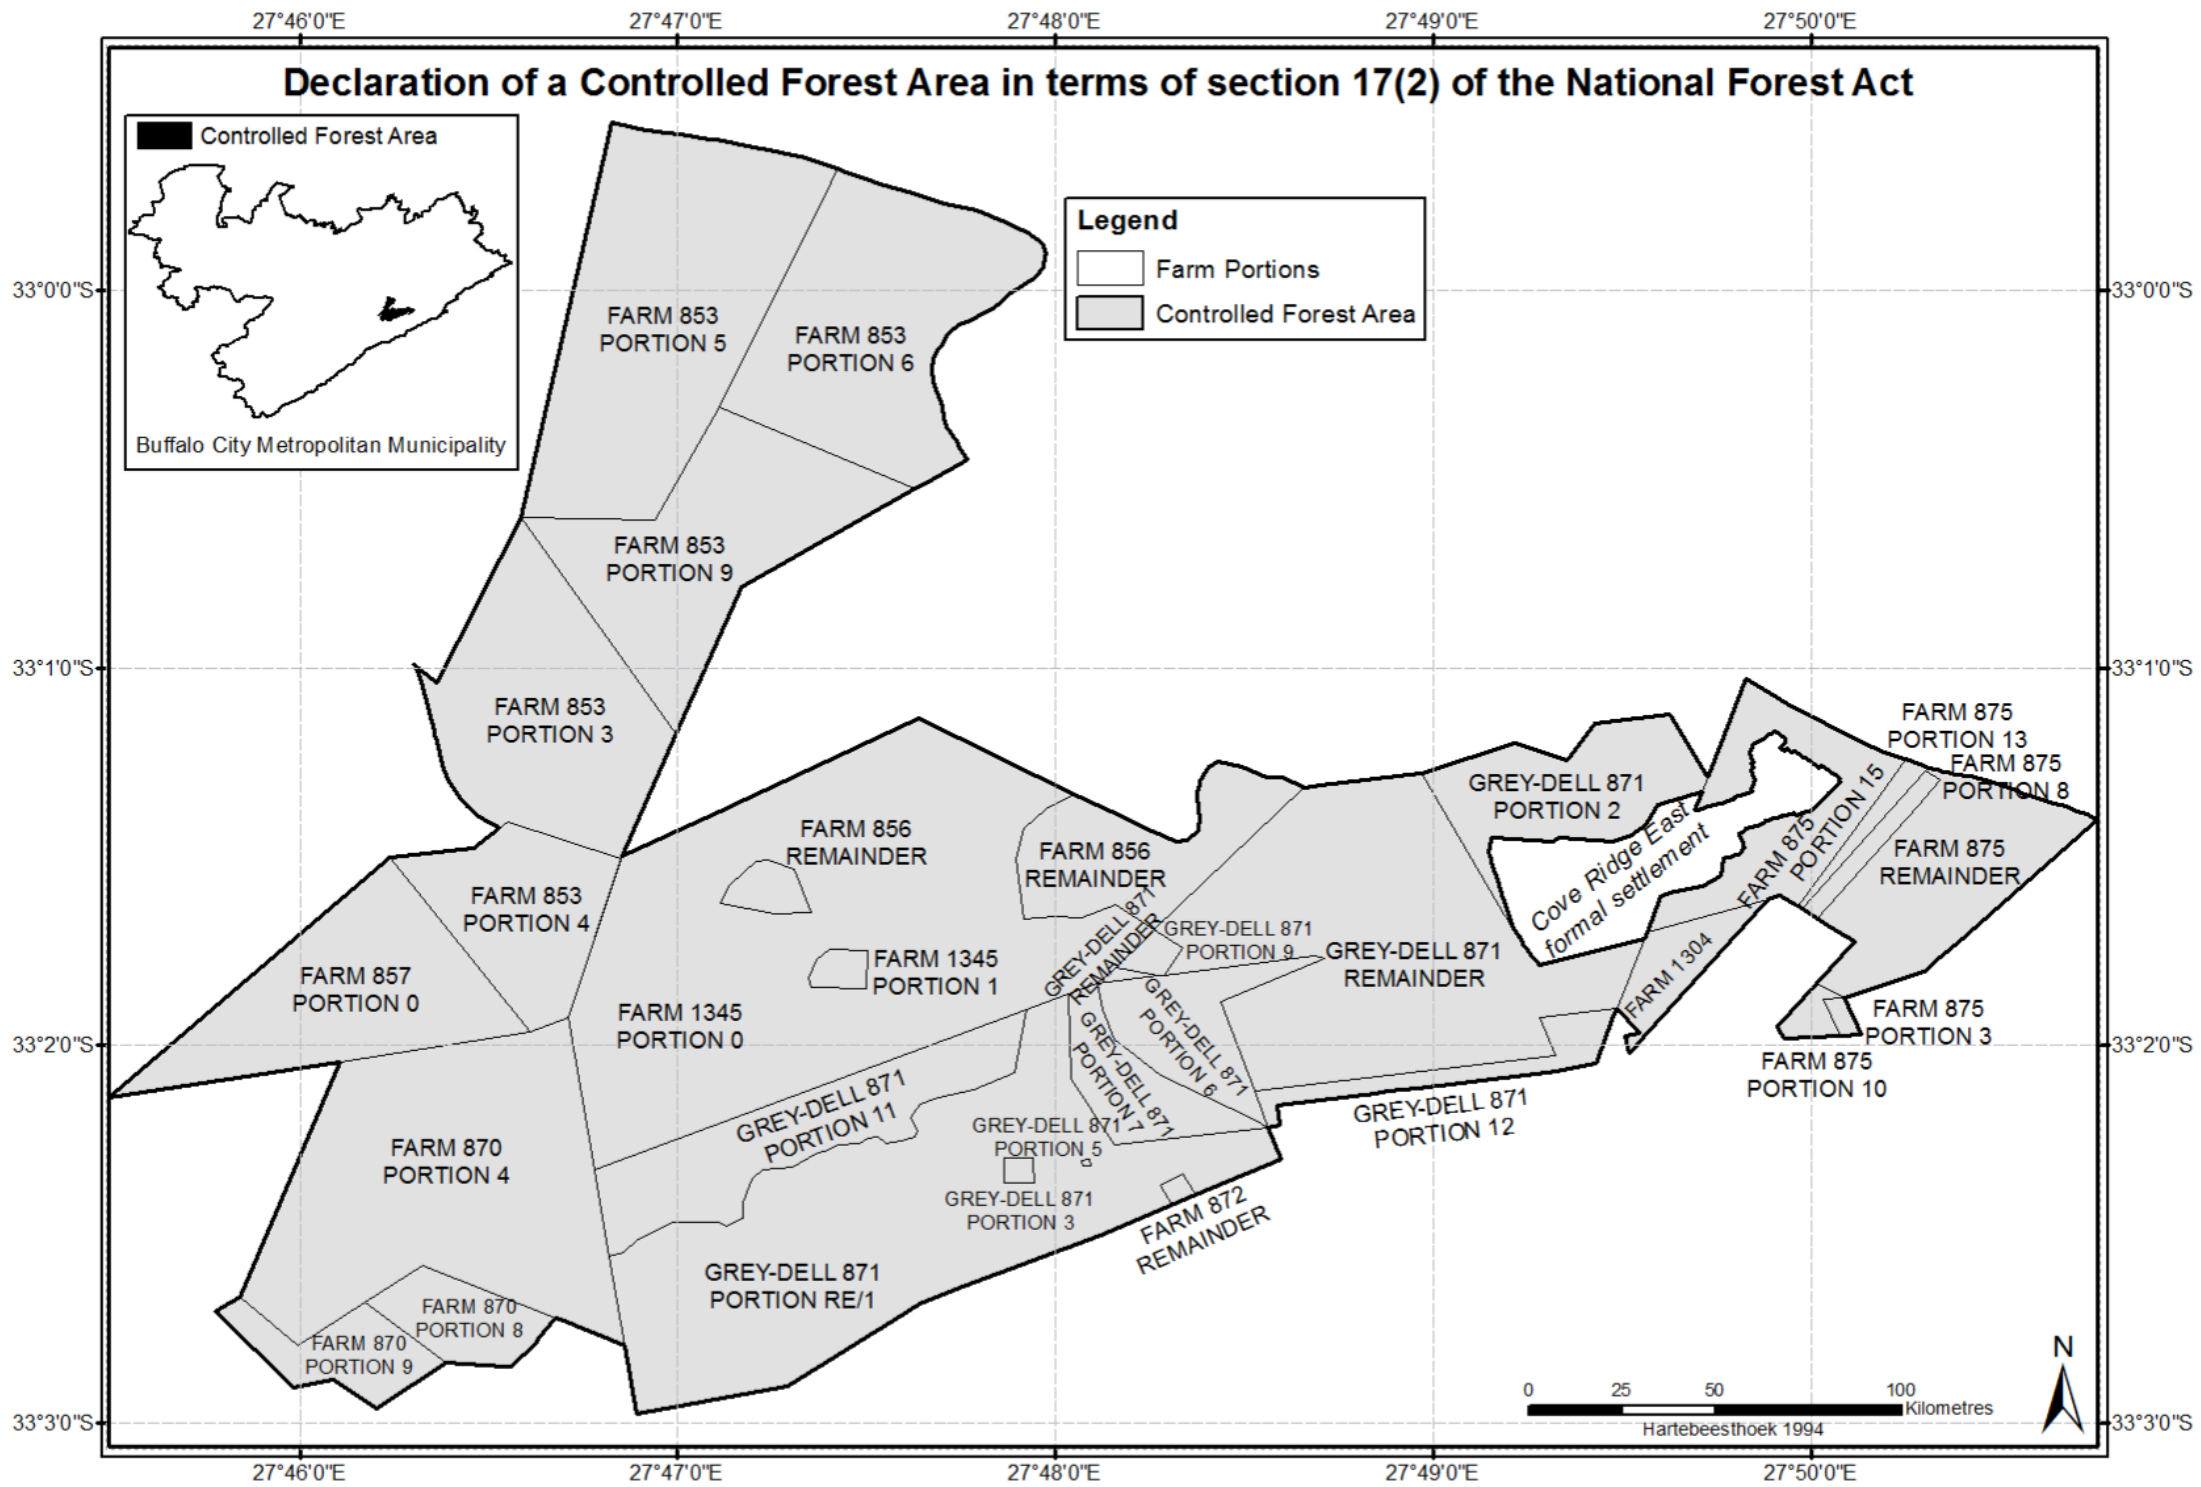 27°46'0"E
27°47'0"E
27°48'0"E
27°49'0"E
27°50'0"E
Declaration of a Controlled Forest Area in terms of section 17(2) of the National Forest Act
Controlled Forest Area
Buffalo City Metropolitan Municipality
Legend
Farm Portions
Controlled Forest Area
33°0'0"S
33°0'0"S
FARM 853
PORTION 5
FARM 853
PORTION 6
FARM 853
PORTION 9
33°1'0"S
33°1'0"S
FARM 853
PORTION 3
FARM 875
PORTION 13
FARM 875
PORTION 8
GREY-DELL 871
PORTION 2
FARM 875
PORTION 15
Cove Ridge East
formal settlement
FARM 856
REMAINDER
FARM 856
REMAINDER
FARM 875
REMAINDER
FARM 853
PORTION 4
GREY-DELL 871
REMAINDER
GREY-DELL 871
PORTION 9
GREY-DELL 871
REMAINDER
FARM 857
PORTION 0
FARM 1345
PORTION 1
FARM 1304
FARM 1345
PORTION 0
GREY-DELL 871
PORTION 6
GREY-DELL 871
PORTION 7
FARM 875
PORTION 3
33°20'0"S
33°2'0"S
FARM 875
PORTION 10
GREY-DELL 871
PORTION 11
GREY-DELL 871
PORTION 12
FARM 870
PORTION 4
GREY-DELL 871
PORTION 5
GREY-DELL 871
PORTION 3
FARM 872
REMAINDER
GREY-DELL 871
PORTION RE/1
FARM 870
PORTION 8
FARM 870
PORTION 9
N
0 25 50 100
Kilometres
Hartebeesthoek 1994
33°3'0"S
33°3'0"S
27°46'0"E
27°47'0"E
27°48'0"E
27°49'0"E
27°50'0"E